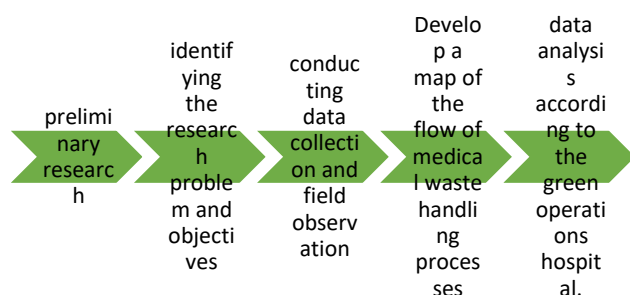 prelimi
nary
researc
h
identif
ying
the
researc
h
proble
m and
objecti
ves
conduc
ting
data
collecti
on and
field
observ
ation
Develo
p a
map of
the
flow of
medica
l waste
handli
ng
proces
ses
data
analysi
s
accordi
ng to
the
green
operati
ons
hospit
al.